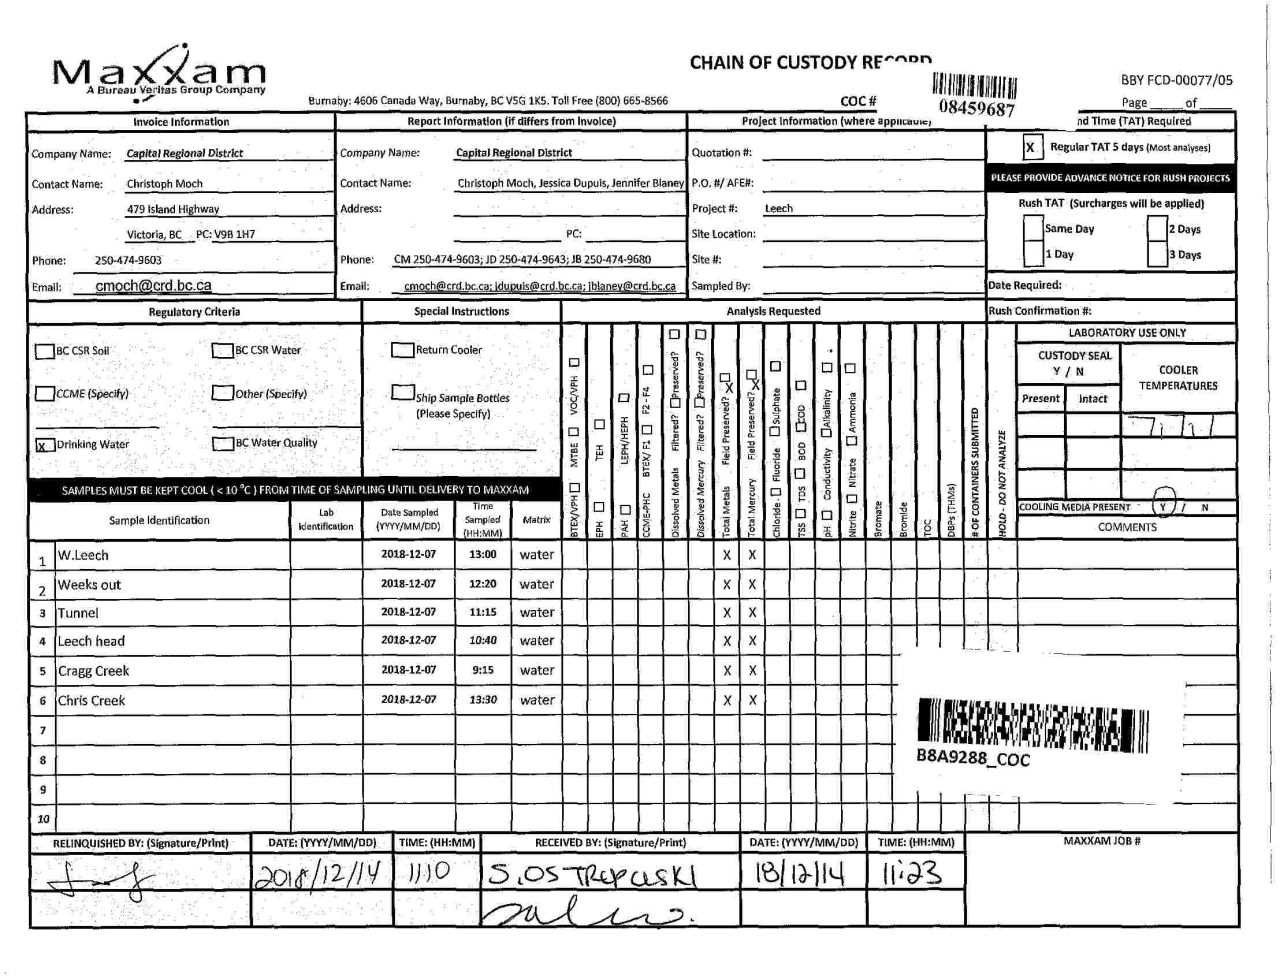 Maxxam
A Bureau Veritas Group Company
CHAIN OF CUSTODY RECORD
BBY FCD-00077/05
Burnaby: 4606 Canada Way, Burnaby, BC V5G 1K5. Toll Free (800) 665-8566
COC #
08459687
Page ____ of ____
Invoice Information
Report Information (if differs from Invoice)
Project Information (where applicable)
nd Time (TAT) Required
Company Name: Capital Regional District
Company Name: Capital Regional District
Quotation #:
X Regular TAT 5 days (Most analyses)
Contact Name: Christoph Moch
Contact Name: Christoph Moch, Jessica Dupuis, Jennifer Blaney
P.O. #/ AFE#:
PLEASE PROVIDE ADVANCE NOTICE FOR RUSH PROJECTS
Address: 479 Island Highway
Address:
Project #: Leech
Rush TAT (Surcharges will be applied)
Victoria, BC PC: V9B 1H7
PC:
Site Location:
Same Day
2 Days
Phone: 250-474-9603
Phone: CM 250-474-9603; JD 250-474-9643; JB 250-474-9680
Site #:
1 Day
3 Days
Email: cmoch@crd.bc.ca
Email: cmoch@crd.bc.ca; jdupuis@crd.bc.ca; jblaney@crd.bc.ca
Sampled By:
Date Required:
Regulatory Criteria
Special Instructions
Analysis Requested
Rush Confirmation #:
BC CSR Soil
BC CSR Water
Return Cooler
LABORATORY USE ONLY
CUSTODY SEAL
Y / N
COOLER
TEMPERATURES
CCME (Specify)
Other (Specify)
Ship Sample Bottles
(Please Specify)
Present
Intact
X Drinking Water
BC Water Quality
SAMPLES MUST BE KEPT COOL ( < 10 °C ) FROM TIME OF SAMPLING UNTIL DELIVERY TO MAXXAM
COOLING MEDIA PRESENT Y / N
Sample Identification
Lab Identification
Date Sampled (YYYY/MM/DD)
Time Sampled (HH:MM)
Matrix
BTEX/VPH MTBE VOC/VPH
EPH TEH
PAH LEPH/HEPH
CCME-PHC BTEX/ F1 F2 - F4
Dissolved Metals Filtered? Preserved?
Dissolved Mercury Filtered? Preserved?
Total Metals Field Preserved? X
Total Mercury Field Preserved? X
Chloride Fluoride Sulphate
TSS TDS BOD COD
pH Conductivity Alkalinity
Nitrite Nitrate Ammonia
Bromate
Bromide
TOC
DBPs (THMs)
# OF CONTAINERS SUBMITTED
HOLD - DO NOT ANALYZE
COMMENTS
1 W.Leech 2018-12-07 13:00 water X X
2 Weeks out 2018-12-07 12:20 water X X
3 Tunnel 2018-12-07 11:15 water X X
4 Leech head 2018-12-07 10:40 water X X
5 Cragg Creek 2018-12-07 9:15 water X X
6 Chris Creek 2018-12-07 13:30 water X X
7
8
9
10
B8A9288_COC
RELINQUISHED BY: (Signature/Print)
DATE: (YYYY/MM/DD)
TIME: (HH:MM)
RECEIVED BY: (Signature/Print)
DATE: (YYYY/MM/DD)
TIME: (HH:MM)
MAXXAM JOB #
2018/12/14 11:10 S.OSTREPUSKI 18/12/14 11:23